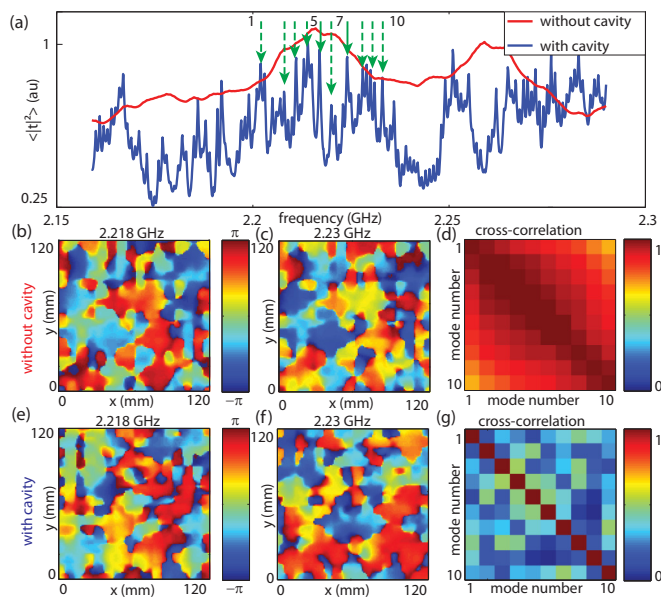 (a)
1 5 7 10
without cavity
with cavity
<|t|²> (au)
1
0.25
2.15 2.2 2.25 2.3
frequency (GHz)
(b) 2.218 GHz π
(c) 2.23 GHz
(d) cross-correlation
without cavity
y (mm)
120
0
0 x (mm) 120
−π
y (mm)
120
0
0 x (mm) 120
mode number
1
10
1 mode number 10
1
0
(e) 2.218 GHz π
(f) 2.23 GHz
(g) cross-correlation
with cavity
y (mm)
120
0
0 x (mm) 120
−π
y (mm)
120
0
0 x (mm) 120
mode number
1
10
1 mode number 10
1
0